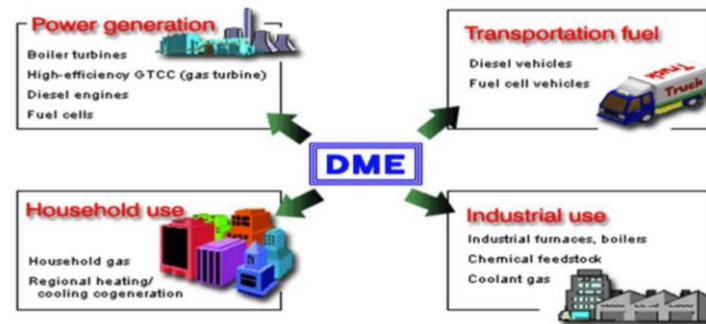 Power generation
Boiler turbines
High-efficiency GTCC (gas turbine)
Diesel engines
Fuel cells
Transportation fuel
Diesel vehicles
Fuel cell vehicles
Truck
Truck
DME
Household use
Household gas
Regional heating/
cooling cogeneration
Industrial use
Industrial furnaces, boilers
Chemical feedstock
Coolant gas